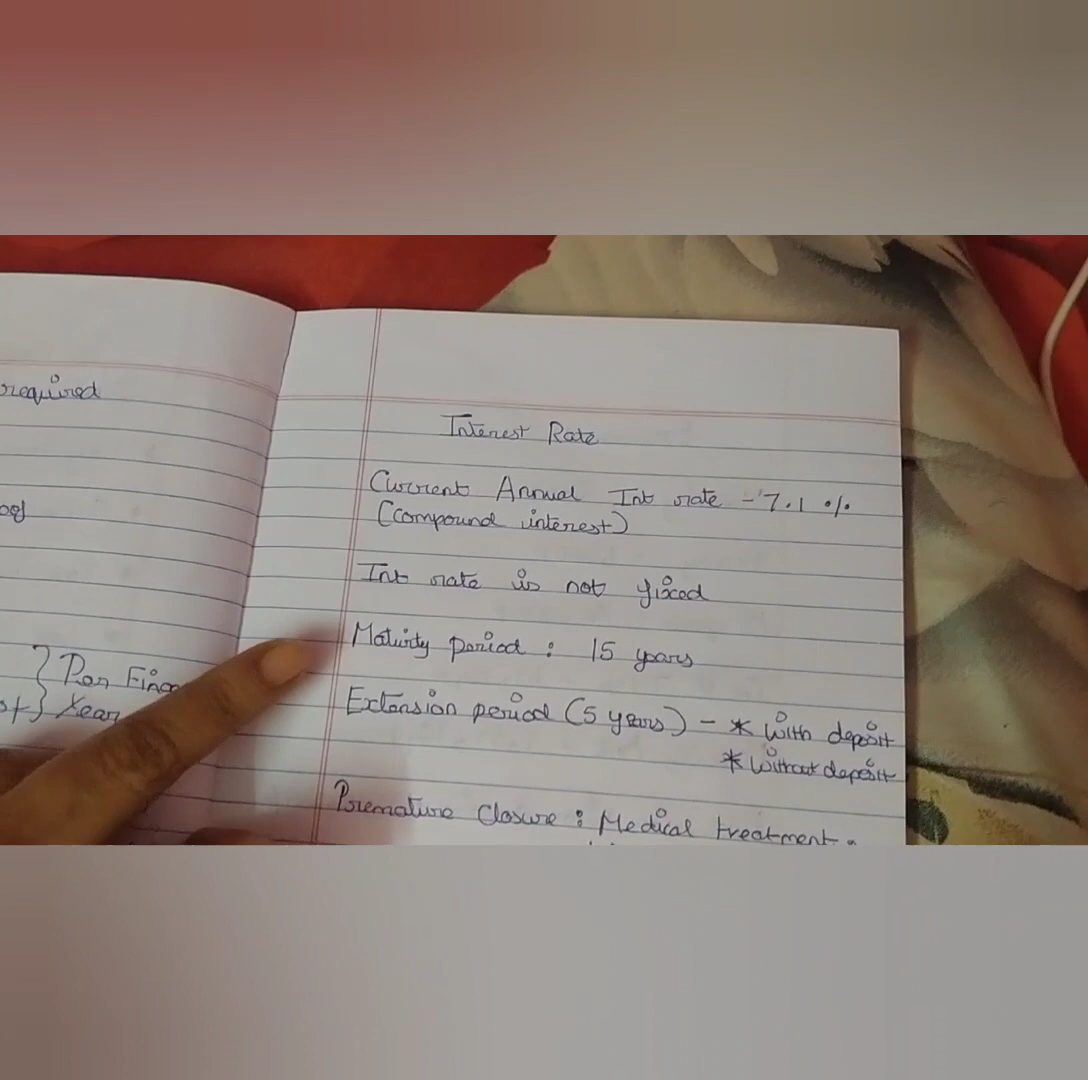 required
Per
Year
Interest Rate
Current Annual Int rate - 7.1 %
(compound interest)
Int rate is not fixed
Maturity period : 15 years
Extension period (5 years) - * With deposit
* Without deposit
Premature Closure : Medical treatment